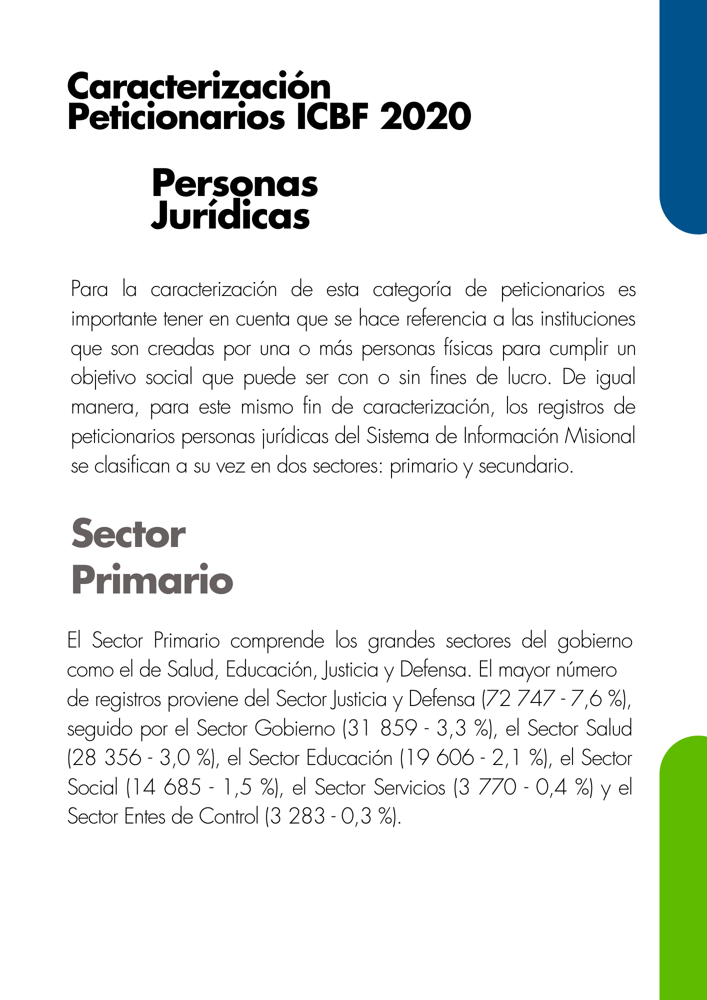 Caracterización
Peticionarios ICBF 2020
Personas
Jurídicas
Para la caracterización de esta categoría de peticionarios es
importante tener en cuenta que se hace referencia a las instituciones
que son creadas por una o más personas físicas para cumplir un
objetivo social que puede ser con o sin fines de lucro. De igual
manera, para este mismo fin de caracterización, los registros de
peticionarios personas jurídicas del Sistema de Información Misional
se clasifican a su vez en dos sectores: primario y secundario.
Sector
Primario
El Sector Primario comprende los grandes sectores del gobierno
como el de Salud, Educación, Justicia y Defensa. El mayor número
de registros proviene del Sector Justicia y Defensa (72 747 - 7,6 %),
seguido por el Sector Gobierno (31 859 - 3,3 %), el Sector Salud
(28 356 - 3,0 %), el Sector Educación (19 606 - 2,1 %), el Sector
Social (14 685 - 1,5 %), el Sector Servicios (3 770 - 0,4 %) y el
Sector Entes de Control (3 283 - 0,3 %).